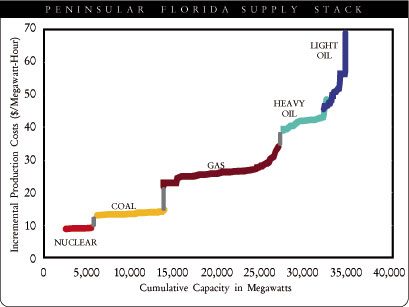 PENINSULAR FLORIDA SUPPLY STACK
Incremental Production Costs ($/Megawatt-Hour)
70
60
50
40
30
20
10
0
LIGHT
OIL
HEAVY
OIL
GAS
COAL
NUCLEAR
0 5,000 10,000 15,000 20,000 25,000 30,000 35,000 40,000
Cumulative Capacity in Megawatts